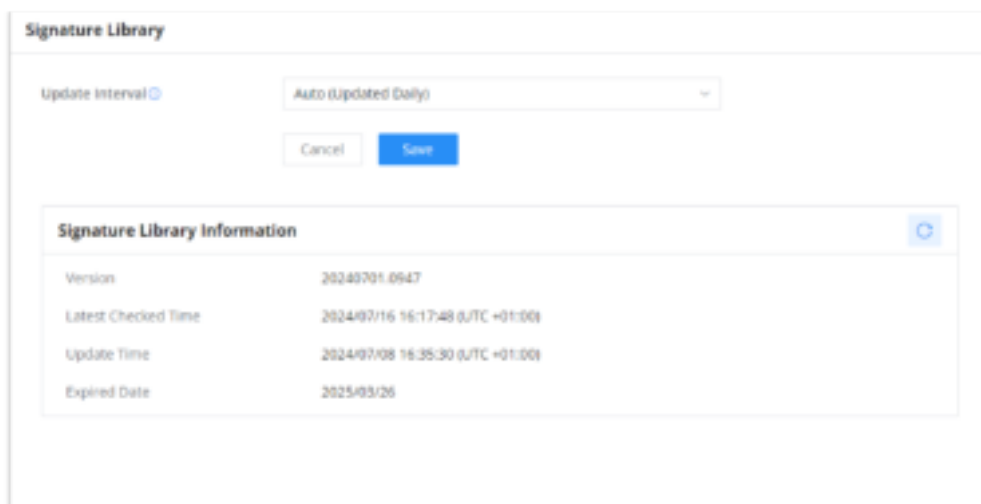 Signature Library
Update Interval
Auto (Updated Daily)
Cancel
Save
Signature Library Information
Version 20240701.0947
Latest Checked Time 2024/07/16 16:17:48 (UTC +01:00)
Update Time 2024/07/08 16:35:30 (UTC +01:00)
Expired Date 2025/03/26